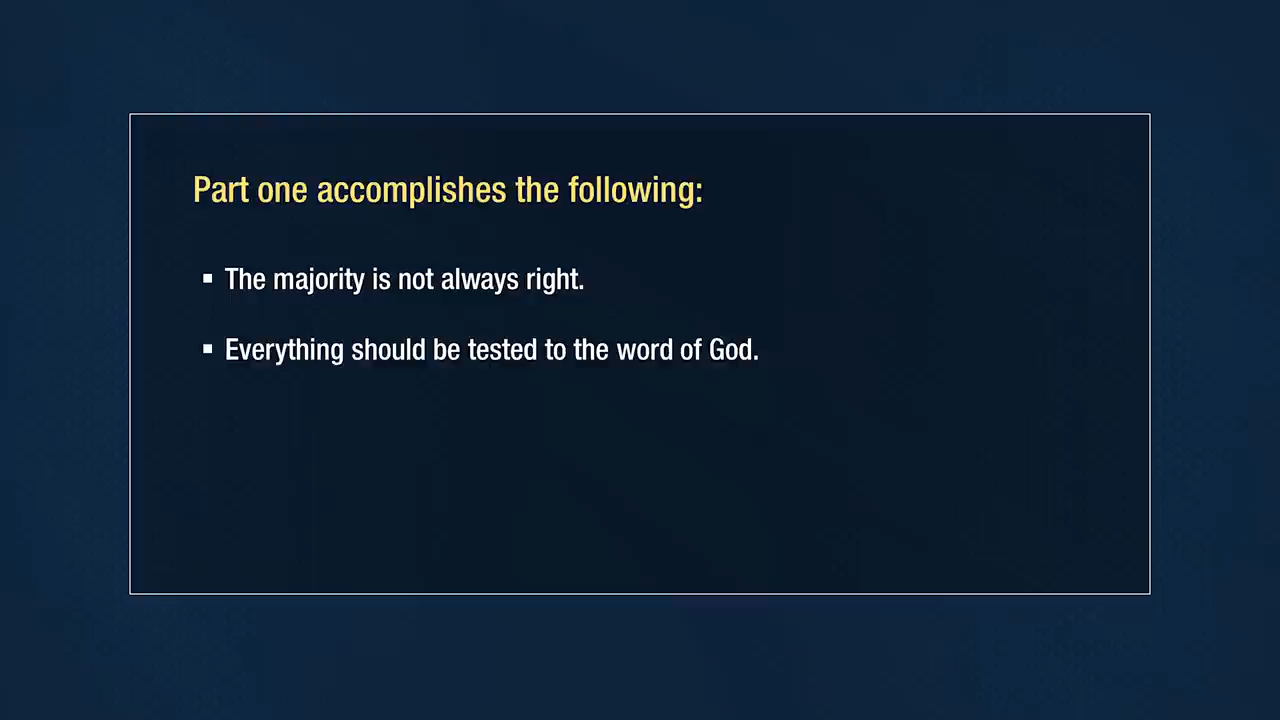 Part one accomplishes the following:
▪ The majority is not always right.
▪ Everything should be tested to the word of God.